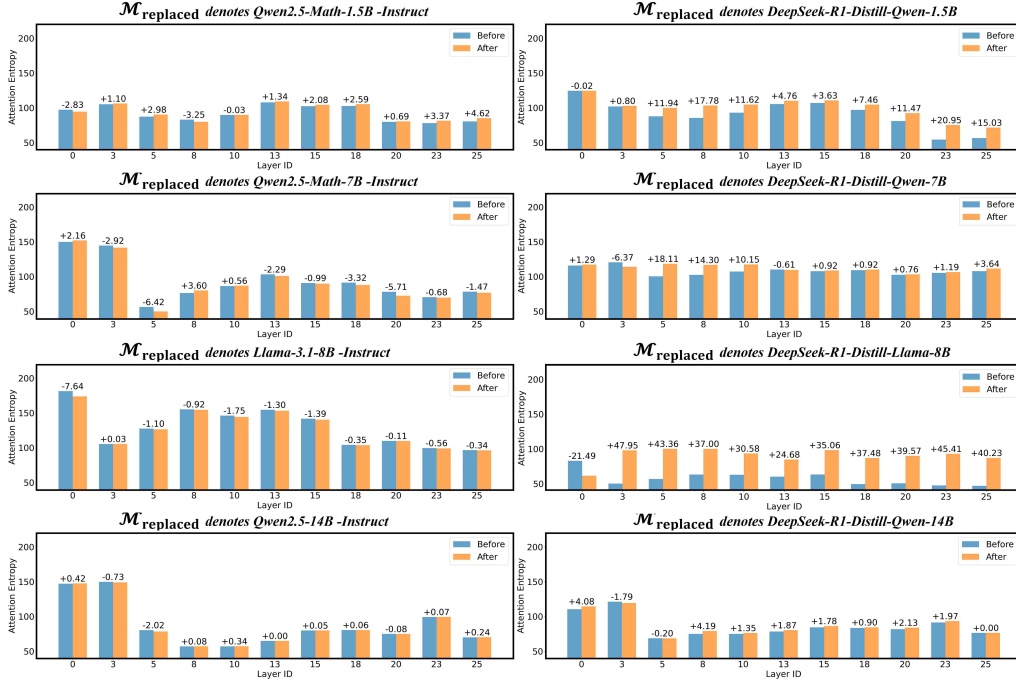 M_replaced denotes Qwen2.5-Math-1.5B -Instruct
Attention Entropy
200
150
100
50
Before
After
-2.83 +1.10 +2.98 -3.25 -0.03 +1.34 +2.08 +2.59 +0.69 +3.37 +4.62
0 3 5 8 10 13 15 18 20 23 25
Layer ID
M_replaced denotes DeepSeek-R1-Distill-Qwen-1.5B
Attention Entropy
200
150
100
50
Before
After
-0.02 +0.80 +11.94 +17.78 +11.62 +4.76 +3.63 +7.46 +11.47 +20.95 +15.03
0 3 5 8 10 13 15 18 20 23 25
Layer ID
M_replaced denotes Qwen2.5-Math-7B -Instruct
Attention Entropy
200
150
100
50
Before
After
+2.16 -2.92 -6.42 +3.60 +0.56 -2.29 -0.99 -3.32 -5.71 -0.68 -1.47
0 3 5 8 10 13 15 18 20 23 25
Layer ID
M_replaced denotes DeepSeek-R1-Distill-Qwen-7B
Attention Entropy
200
150
100
50
Before
After
+1.29 -6.37 +18.11 +14.30 +10.15 -0.61 +0.92 +0.92 +0.76 +1.19 +3.64
0 3 5 8 10 13 15 18 20 23 25
Layer ID
M_replaced denotes Llama-3.1-8B -Instruct
Attention Entropy
200
150
100
50
Before
After
-7.64 +0.03 -1.10 -0.92 -1.75 -1.30 -1.39 -0.35 -0.11 -0.56 -0.34
0 3 5 8 10 13 15 18 20 23 25
Layer ID
M_replaced denotes DeepSeek-R1-Distill-Llama-8B
Attention Entropy
200
150
100
50
Before
After
-21.49 +47.95 +43.36 +37.00 +30.58 +24.68 +35.06 +37.48 +39.57 +45.41 +40.23
0 3 5 8 10 13 15 18 20 23 25
Layer ID
M_replaced denotes Qwen2.5-14B -Instruct
Attention Entropy
200
150
100
50
Before
After
+0.42 -0.73 -2.02 +0.08 +0.34 +0.00 +0.05 +0.06 -0.08 +0.07 +0.24
0 3 5 8 10 13 15 18 20 23 25
Layer ID
M_replaced denotes DeepSeek-R1-Distill-Qwen-14B
Attention Entropy
200
150
100
50
Before
After
+4.08 -1.79 -0.20 +4.19 +1.35 +1.87 +1.78 +0.90 +2.13 +1.97 +0.00
0 3 5 8 10 13 15 18 20 23 25
Layer ID